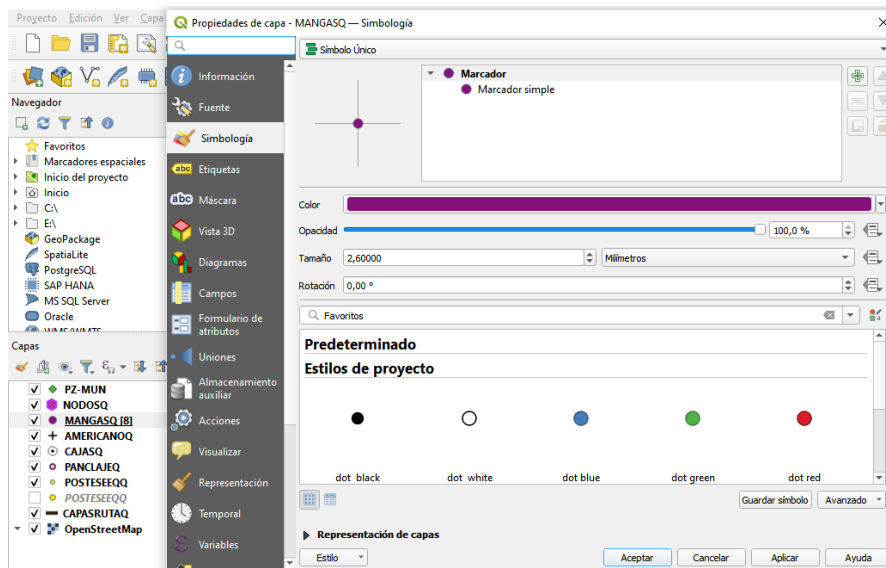 Proyecto Edición Ver Capa
Propiedades de capa - MANGASQ — Simbología
Navegador
Favoritos
Marcadores espaciales
Inicio del proyecto
Inicio
C:\
E:\
GeoPackage
SpatiaLite
PostgreSQL
SAP HANA
MS SQL Server
Oracle
WMS/WMTS
Capas
PZ-MUN
NODOSQ
MANGASQ [8]
AMERICANOQ
CAJASQ
PANCLAJEQ
POSTESEEQQ
POSTESEEQQ
CAPASRUTAQ
OpenStreetMap
Información
Fuente
Simbología
abc Etiquetas
abc Máscara
Vista 3D
Diagramas
Campos
Formulario de
atributos
Uniones
Almacenamiento
auxiliar
Acciones
Visualizar
Representación
Temporal
Variables
Símbolo Único
Marcador
Marcador simple
Color
Opacidad 100,0 %
Tamaño 2,60000 Milímetros
Rotación 0,00 °
Favoritos
Predeterminado
Estilos de proyecto
dot black dot white dot blue dot green dot red
Guardar símbolo Avanzado
Representación de capas
Estilo Aceptar Cancelar Aplicar Ayuda